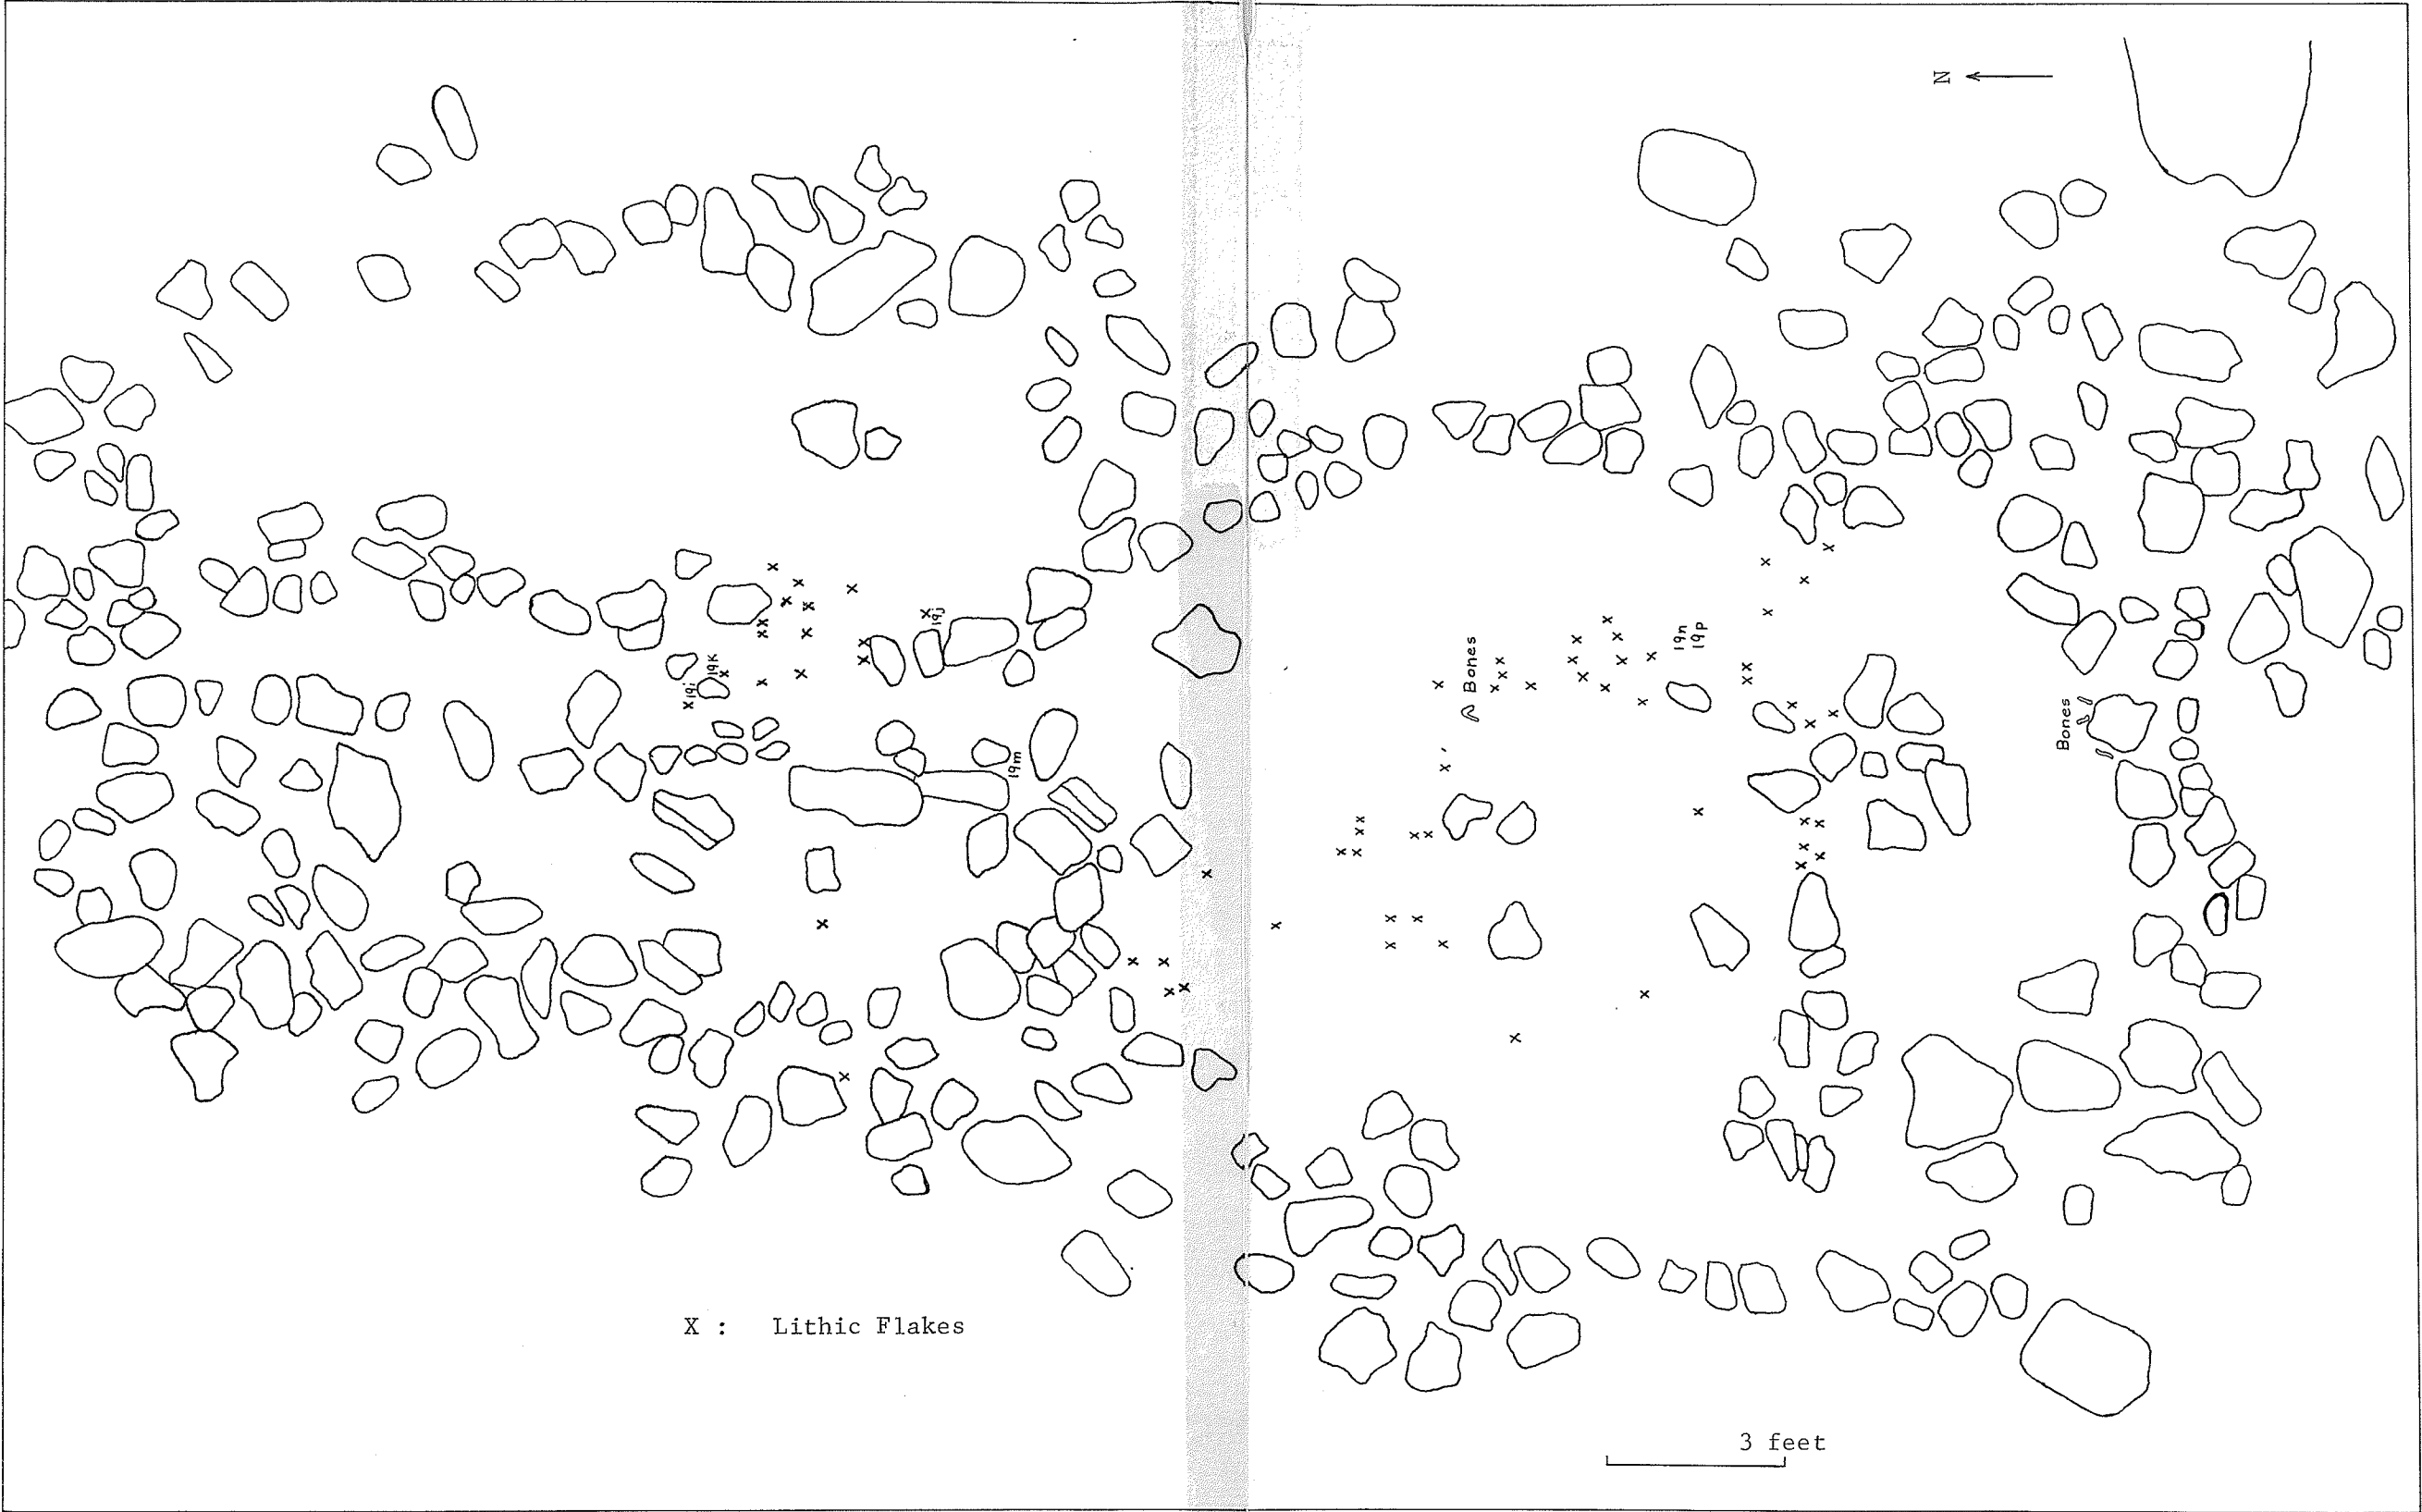 N
19j
19K
19i
Bones
19n
19p
Bones
19m
X : Lithic Flakes
3 feet